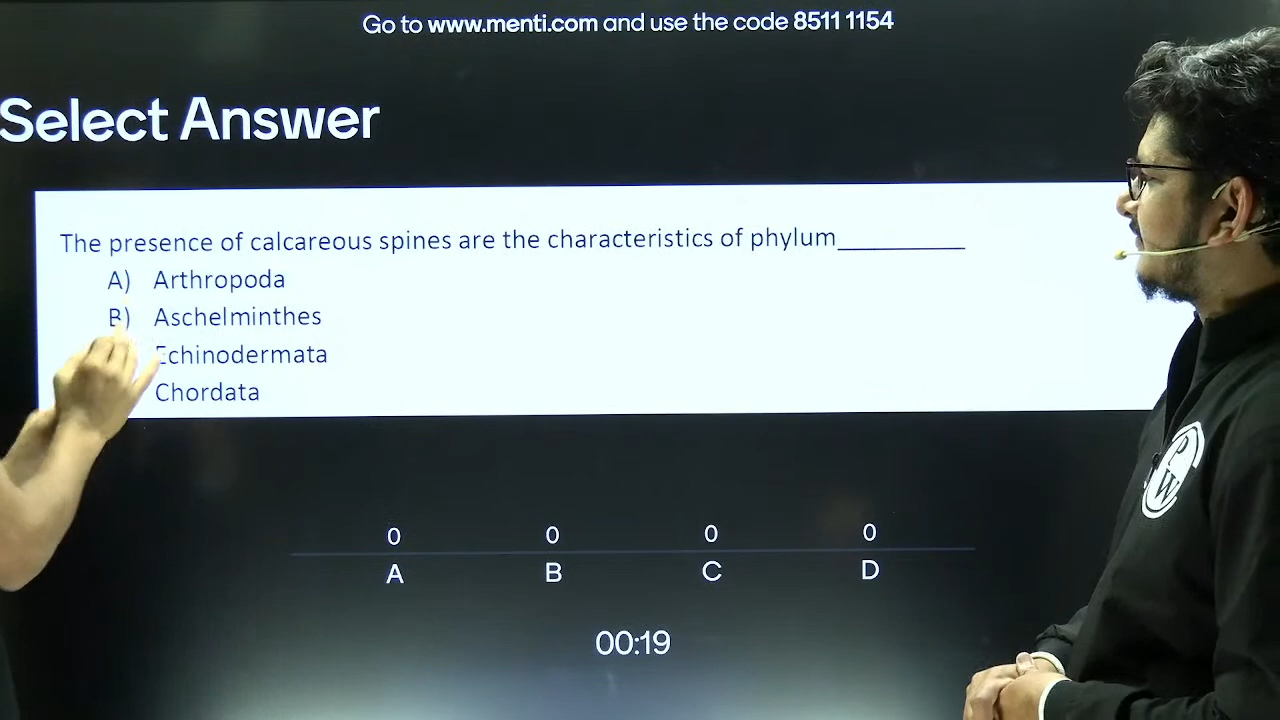 Go to www.menti.com and use the code 8511 1154
Select Answer
The presence of calcareous spines are the characteristics of phylum__________
A) Arthropoda
B) Aschelminthes
Echinodermata
Chordata
0 0 0 0
A B C D
00:19
P
W